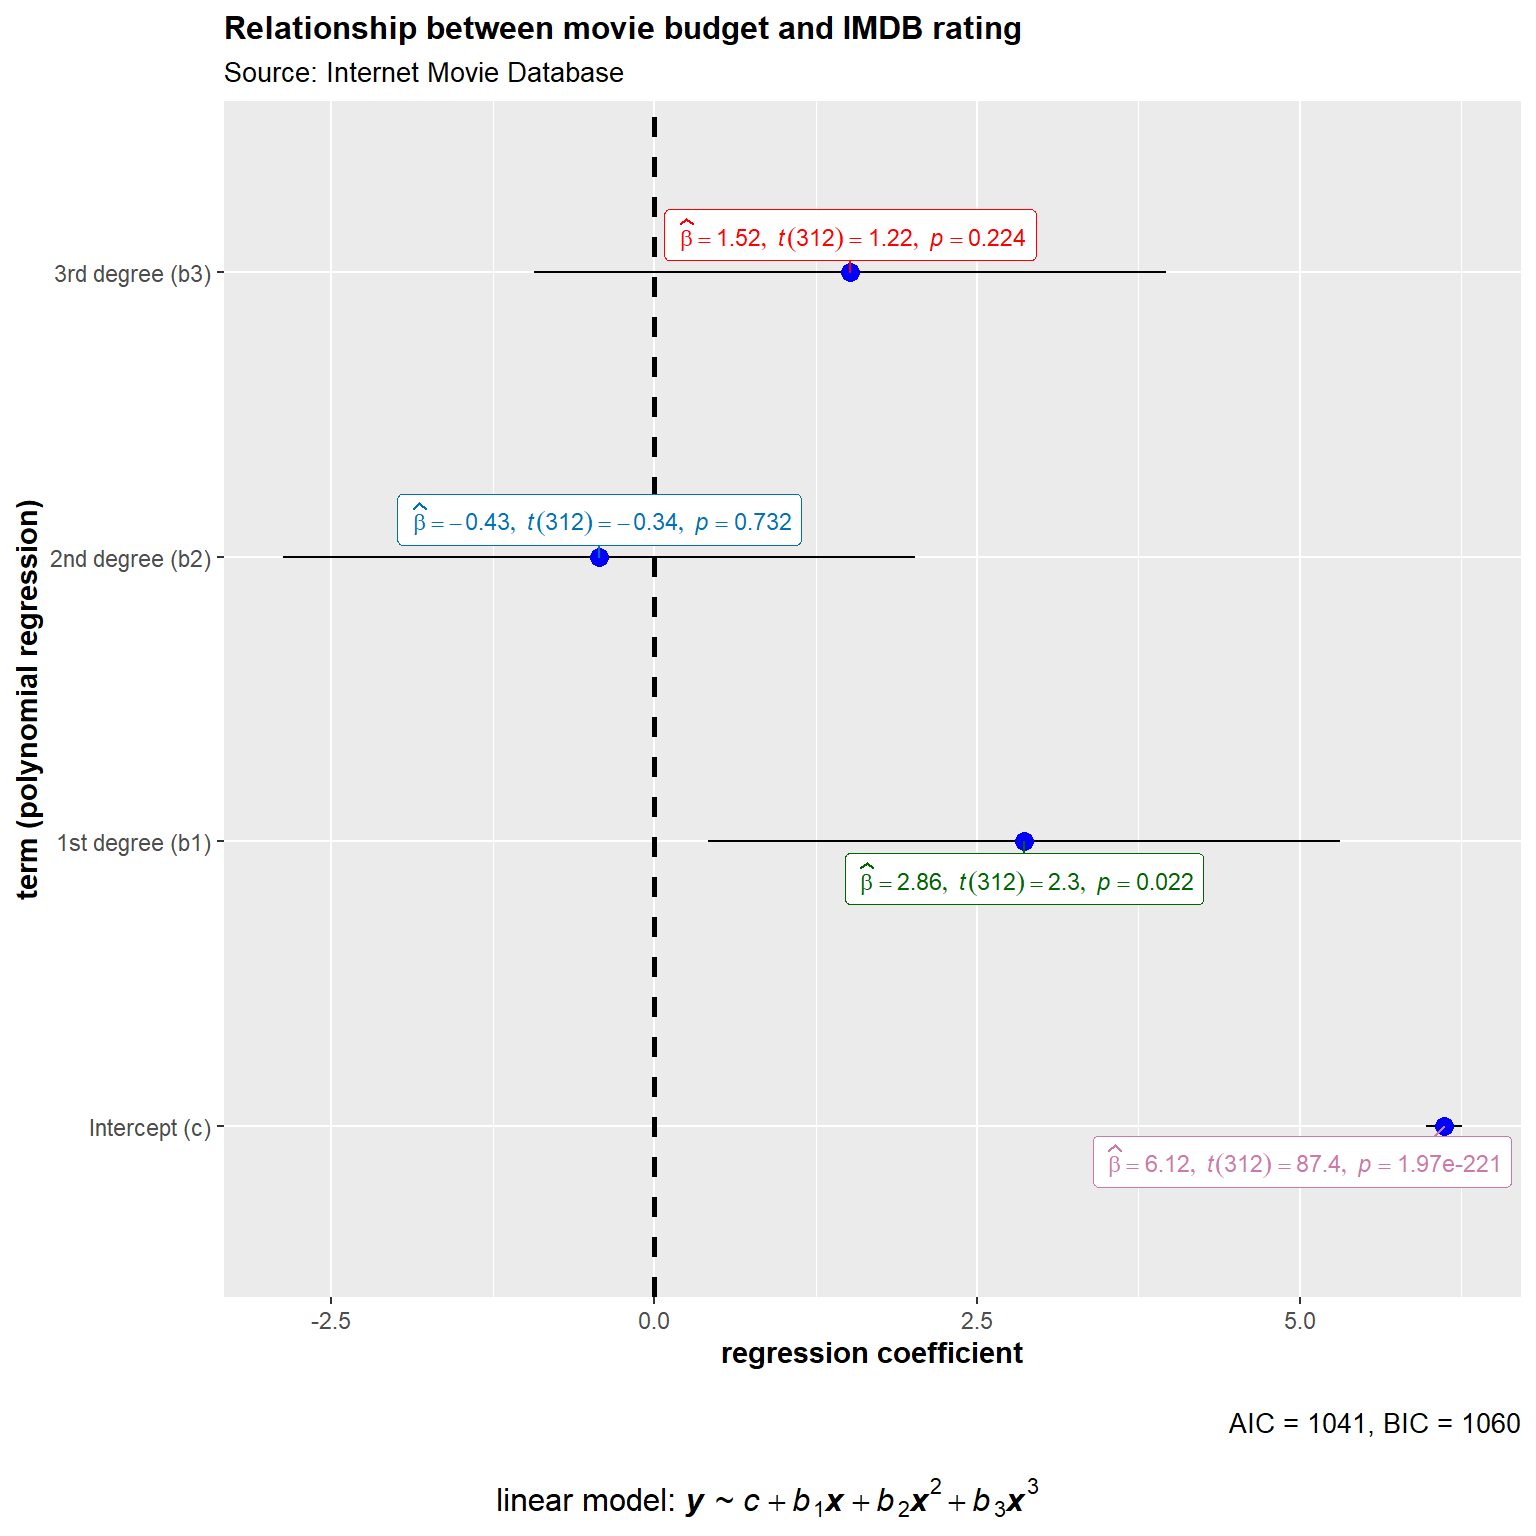 Relationship between movie budget and IMDB rating
Source: Internet Movie Database
term (polynomial regression)
3rd degree (b3)
β̂ = 1.52, t(312) = 1.22, p = 0.224
2nd degree (b2)
β̂ = −0.43, t(312) = −0.34, p = 0.732
1st degree (b1)
β̂ = 2.86, t(312) = 2.3, p = 0.022
Intercept (c)
β̂ = 6.12, t(312) = 87.4, p = 1.97e-221
-2.5 0.0 2.5 5.0
regression coefficient
AIC = 1041, BIC = 1060
linear model: y ~ c + b₁x + b₂x² + b₃x³